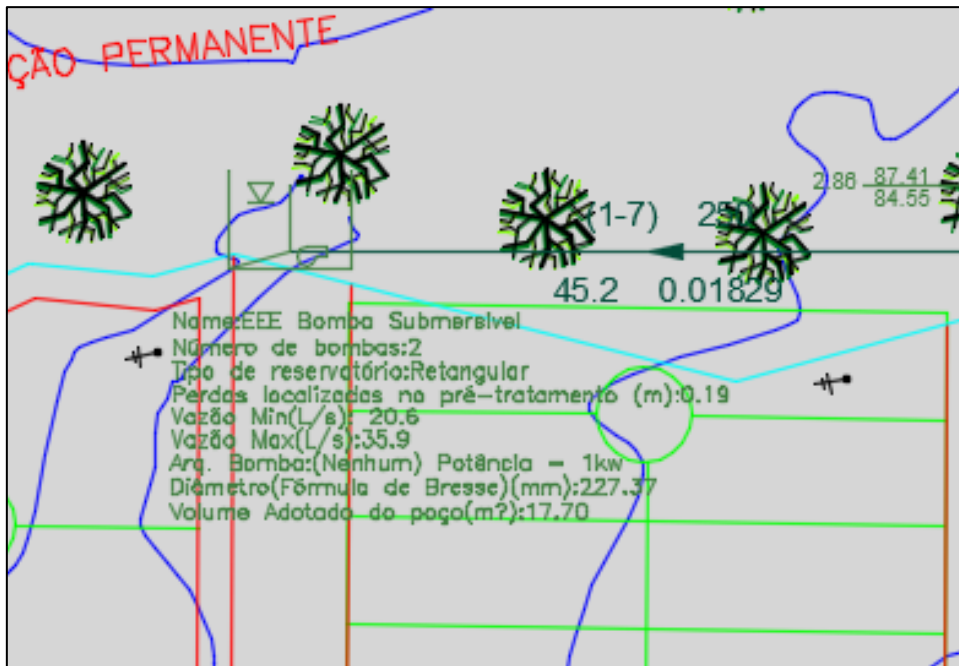 ÇÃO PERMANENTE
2.86 87.41
84.55
(1-7)
45.2 0.01829
Name:EEE Bomba Submersível
Número de bombas:2
Tipo de reservatório:Retangular
Perdas localizadas no pré-tratamento (m):0.19
Vazão Min(L/s): 20.6
Vazão Max(L/s):35.9
Arq. Bomba:(Nenhum) Potência - 1kw
Diâmetro(Fórmula de Bresse)(mm):227.37
Volume Adotado do poço(m?):17.70